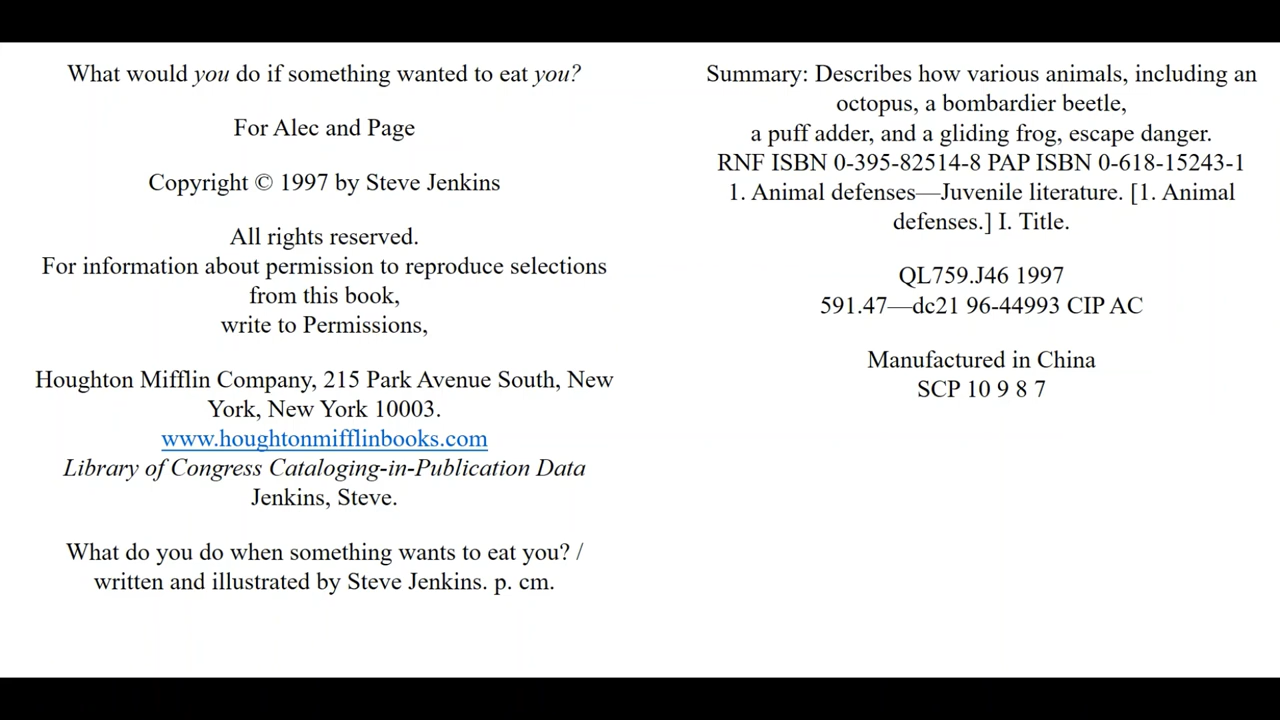 What would you do if something wanted to eat you?
For Alec and Page
Copyright © 1997 by Steve Jenkins
All rights reserved.
For information about permission to reproduce selections
from this book,
write to Permissions,
Houghton Mifflin Company, 215 Park Avenue South, New
York, New York 10003.
www.houghtonmifflinbooks.com
Library of Congress Cataloging-in-Publication Data
Jenkins, Steve.
What do you do when something wants to eat you? /
written and illustrated by Steve Jenkins. p. cm.
Summary: Describes how various animals, including an
octopus, a bombardier beetle,
a puff adder, and a gliding frog, escape danger.
RNF ISBN 0-395-82514-8 PAP ISBN 0-618-15243-1
1. Animal defenses—Juvenile literature. [1. Animal
defenses.] I. Title.
QL759.J46 1997
591.47—dc21 96-44993 CIP AC
Manufactured in China
SCP 10 9 8 7